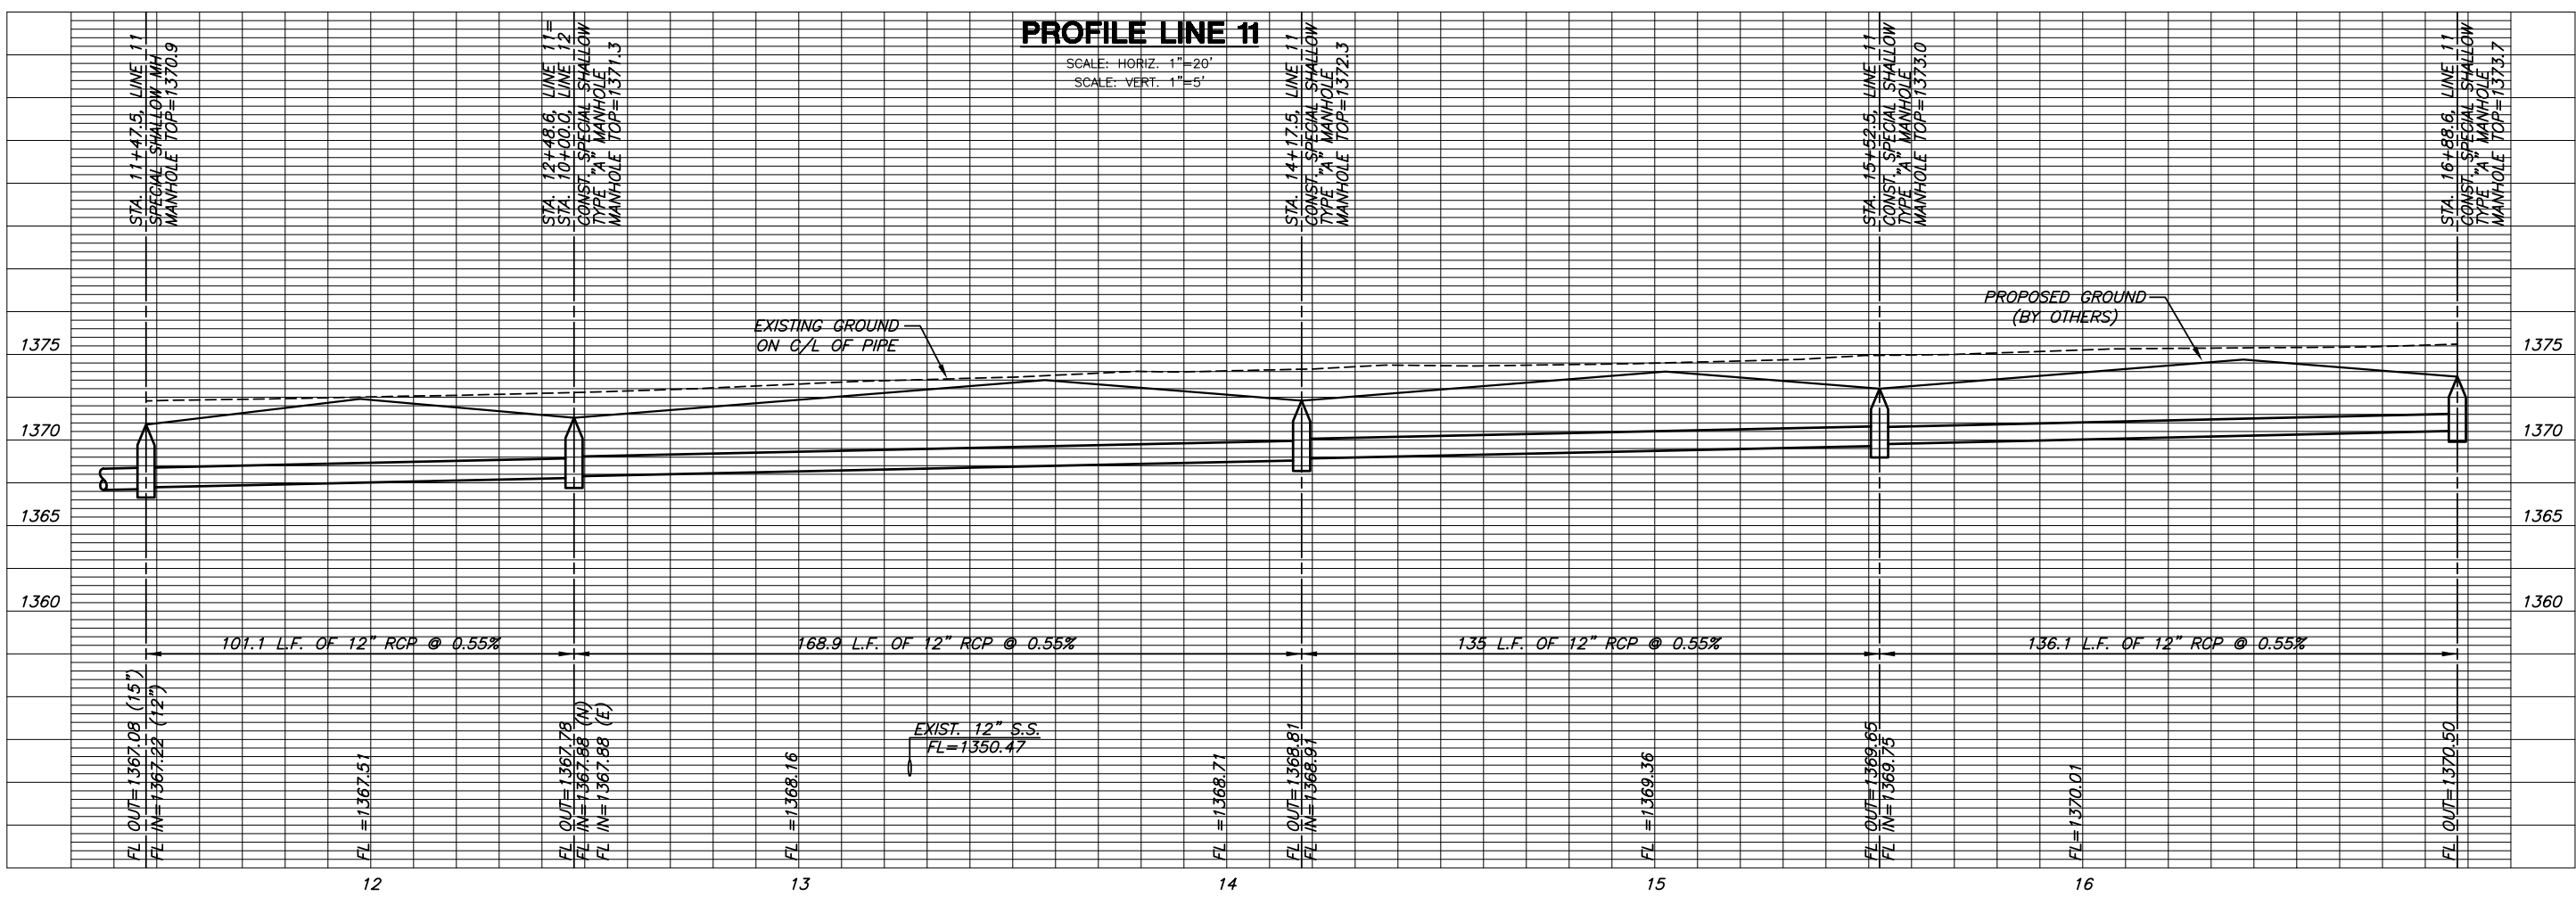 PROFILE LINE 11
SCALE: HORIZ. 1"=20'
SCALE: VERT. 1"=5'
STA. 11+47.5, LINE 11
SPECIAL SHALLOW MH
MANHOLE TOP=1370.9
STA. 12+48.6, LINE 11=
STA. 10+00.0, LINE 12
CONST. SPECIAL SHALLOW
TYPE "A" MANHOLE
MANHOLE TOP=1371.3
STA. 14+17.5, LINE 11
CONST. SPECIAL SHALLOW
TYPE "A" MANHOLE
MANHOLE TOP=1372.3
STA. 15+52.5, LINE 11
CONST. SPECIAL SHALLOW
TYPE "A" MANHOLE
MANHOLE TOP=1373.0
STA. 16+88.6, LINE 11
CONST. SPECIAL SHALLOW
TYPE "A" MANHOLE
MANHOLE TOP=1373.7
PROPOSED GROUND
(BY OTHERS)
EXISTING GROUND
ON C/L OF PIPE
1375
1375
1370
1370
1365
1365
1360
1360
101.1 L.F. OF 12" RCP @ 0.55%
168.9 L.F. OF 12" RCP @ 0.55%
135 L.F. OF 12" RCP @ 0.55%
136.1 L.F. OF 12" RCP @ 0.55%
FL OUT=1367.08 (15")
FL IN=1367.22 (12")
FL =1367.51
FL OUT=1367.78
FL IN=1367.88 (N)
FL IN=1367.88 (E)
FL =1368.16
EXIST. 12" S.S.
FL=1350.47
FL =1368.71
FL OUT=1368.81
FL IN=1368.91
FL =1369.36
FL OUT=1369.65
FL IN=1369.75
FL=1370.01
FL OUT=1370.50
12
13
14
15
16